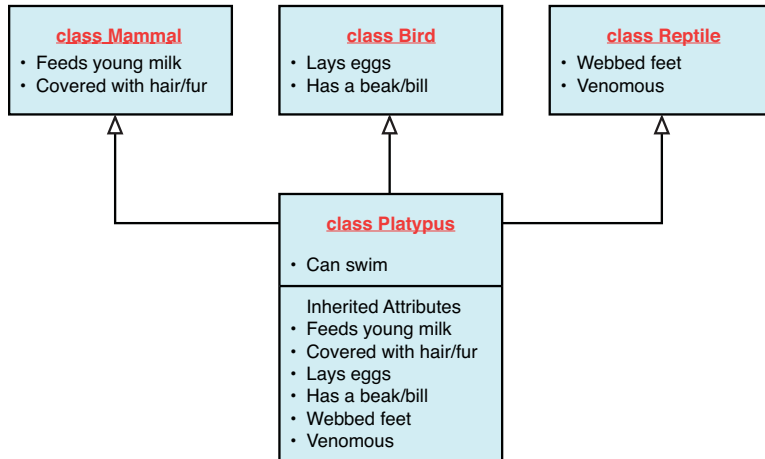 class Mammal
• Feeds young milk
• Covered with hair/fur
class Bird
• Lays eggs
• Has a beak/bill
class Reptile
• Webbed feet
• Venomous
class Platypus
• Can swim
Inherited Attributes
• Feeds young milk
• Covered with hair/fur
• Lays eggs
• Has a beak/bill
• Webbed feet
• Venomous